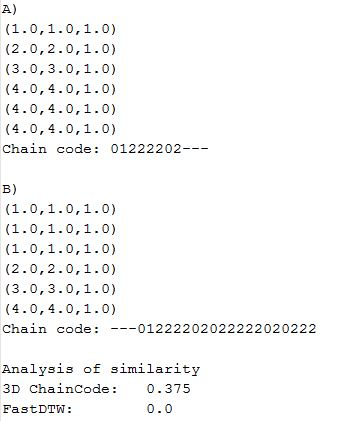 A)
(1.0,1.0,1.0)
(2.0,2.0,1.0)
(3.0,3.0,1.0)
(4.0,4.0,1.0)
(4.0,4.0,1.0)
(4.0,4.0,1.0)
Chain code: 01222202---
B)
(1.0,1.0,1.0)
(1.0,1.0,1.0)
(1.0,1.0,1.0)
(2.0,2.0,1.0)
(3.0,3.0,1.0)
(4.0,4.0,1.0)
Chain code: ---01222202022222020222
Analysis of similarity
3D ChainCode: 0.375
FastDTW: 0.0